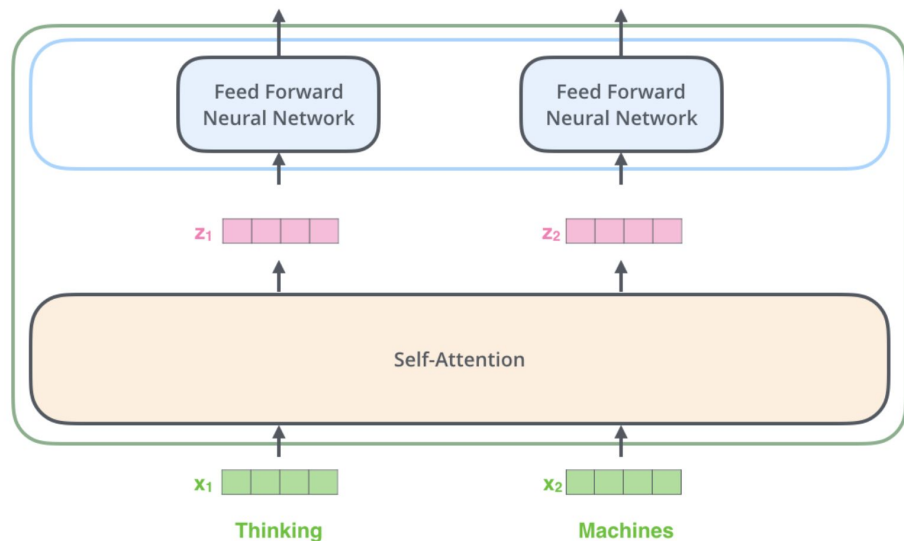 Feed Forward
Neural Network
Feed Forward
Neural Network
z₁
z₂
Self-Attention
x₁
x₂
Thinking
Machines